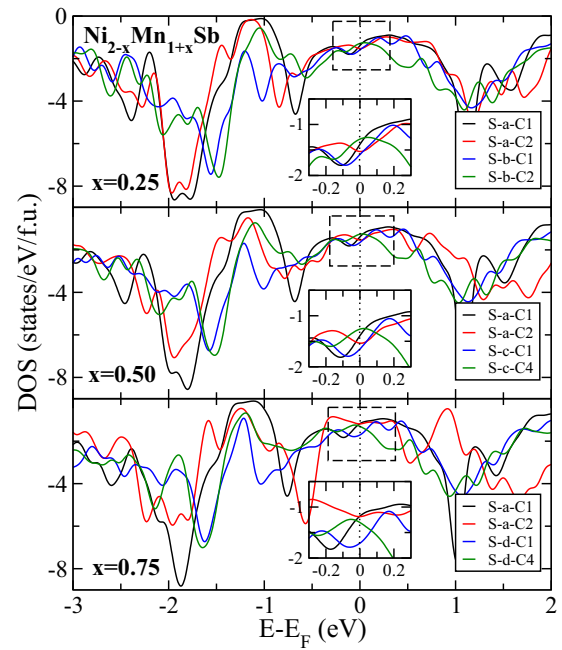 Ni2-xMn1+xSb
DOS (states/eV/f.u.)
0
-4
-8
-1
-2
-0.2 0 0.2
S-a-C1
S-a-C2
S-b-C1
S-b-C2
x=0.25
-4
-8
-1
-2
-0.2 0 0.2
S-a-C1
S-a-C2
S-c-C1
S-c-C4
x=0.50
-4
-8
-1
-2
-0.2 0 0.2
S-a-C1
S-a-C2
S-d-C1
S-d-C4
x=0.75
-3 -2 -1 0 1 2
E-EF (eV)